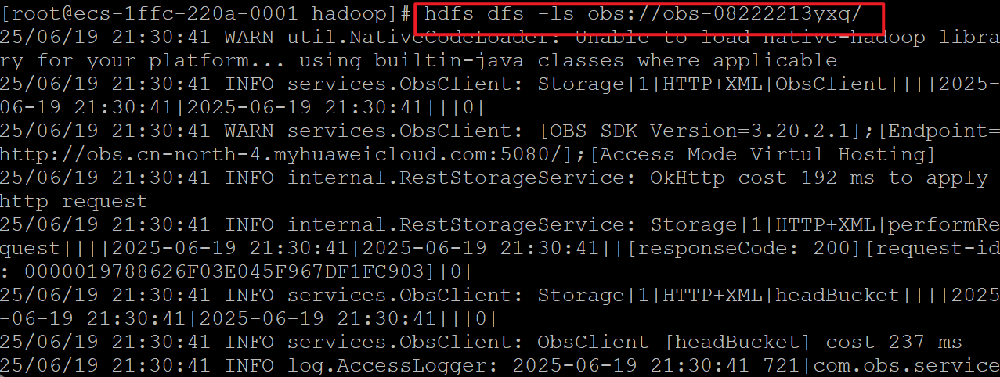 [root@ecs-1ffc-220a-0001 hadoop]# hdfs dfs -ls obs://obs-08222213yxq/
25/06/19 21:30:41 WARN util.NativeCodeLoader: Unable to load native-hadoop libra
ry for your platform... using builtin-java classes where applicable
25/06/19 21:30:41 INFO services.ObsClient: Storage|1|HTTP+XML|ObsClient||||2025-
06-19 21:30:41|2025-06-19 21:30:41|||0|
25/06/19 21:30:41 WARN services.ObsClient: [OBS SDK Version=3.20.2.1];[Endpoint=
http://obs.cn-north-4.myhuaweicloud.com:5080/];[Access Mode=Virtul Hosting]
25/06/19 21:30:41 INFO internal.RestStorageService: OkHttp cost 192 ms to apply
http request
25/06/19 21:30:41 INFO internal.RestStorageService: Storage|1|HTTP+XML|performRe
quest||||2025-06-19 21:30:41|2025-06-19 21:30:41||[responseCode: 200][request-id
: 0000019788626F03E045F967DF1FC903]|0|
25/06/19 21:30:41 INFO services.ObsClient: Storage|1|HTTP+XML|headBucket||||2025
-06-19 21:30:41|2025-06-19 21:30:41|||0|
25/06/19 21:30:41 INFO services.ObsClient: ObsClient [headBucket] cost 237 ms
25/06/19 21:30:41 INFO log.AccessLogger: 2025-06-19 21:30:41 721|com.obs.service